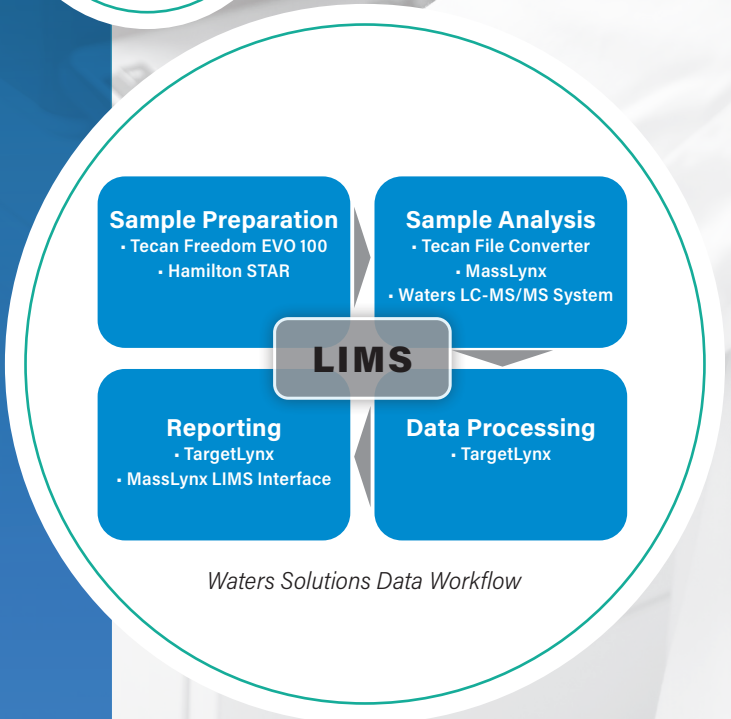 Sample Preparation
▪ Tecan Freedom EVO 100
▪ Hamilton STAR
Sample Analysis
▪ Tecan File Converter
▪ MassLynx
▪ Waters LC-MS/MS System
LIMS
Reporting
▪ TargetLynx
▪ MassLynx LIMS Interface
Data Processing
▪ TargetLynx
Waters Solutions Data Workflow